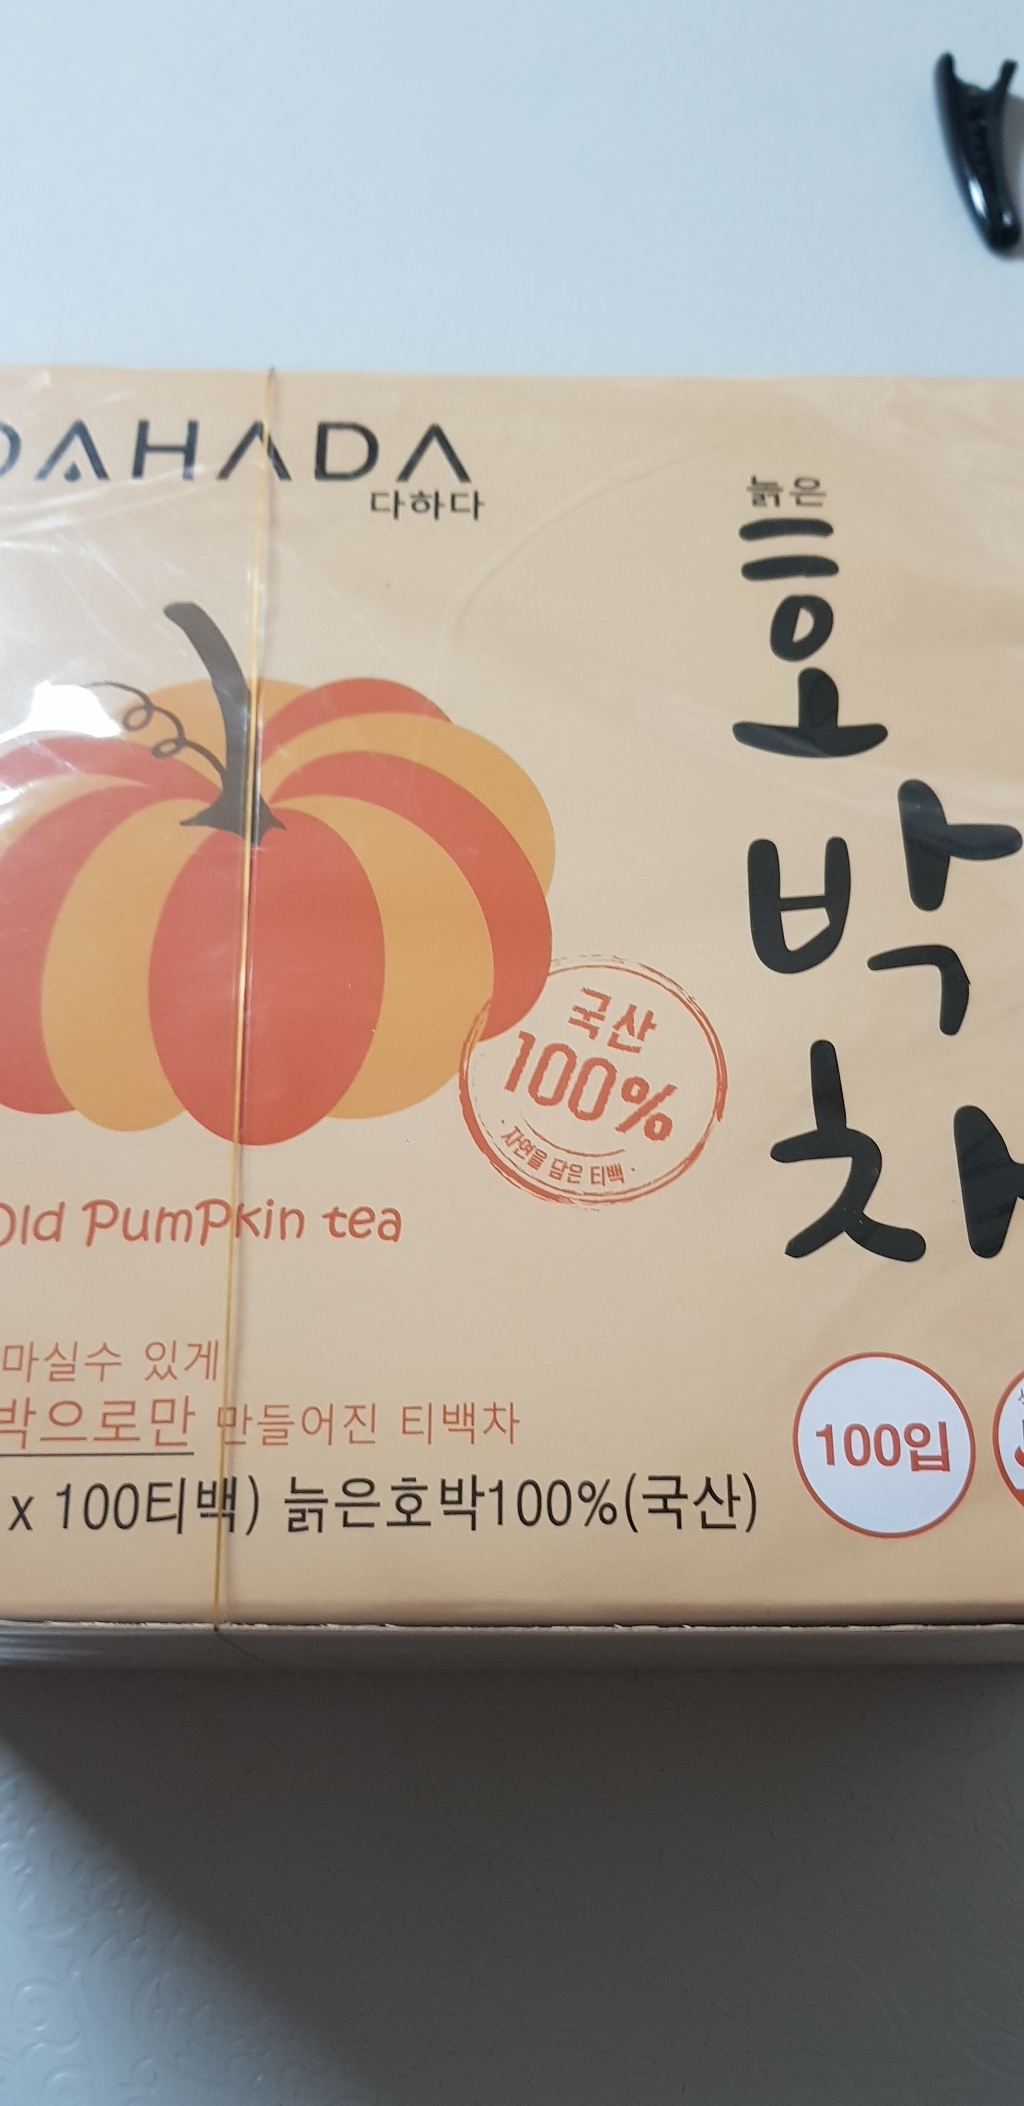 DAHADA
다하다
늙은
호
박
차
국산
100%
· 자연을 담은 티백 ·
Old PumPkin tea
마실수 있게
박으로만 만들어진 티백차
x 100티백) 늙은호박100%(국산)
100입